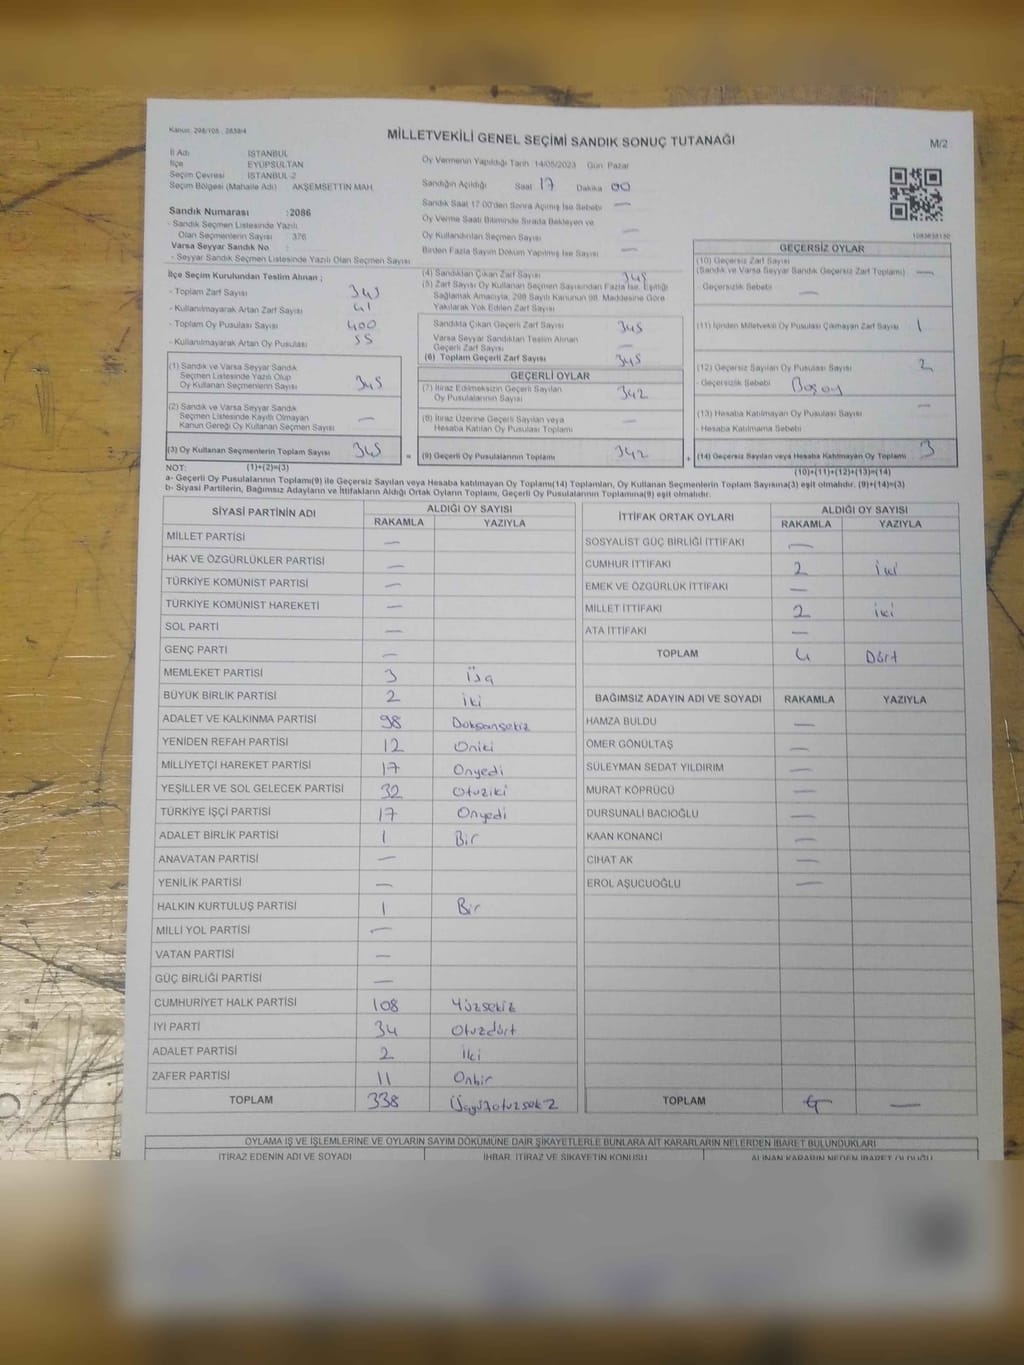 Kanun: 298/105 , 2839/4
MİLLETVEKİLİ GENEL SEÇİMİ SANDIK SONUÇ TUTANAĞI
M/2
İl Adı İSTANBUL
İlçe EYÜPSULTAN
Seçim Çevresi İSTANBUL-2
Seçim Bölgesi (Mahalle Adı) AKŞEMSETTİN MAH.
Sandık Numarası :2086
- Sandık Seçmen Listesinde Yazılı
Olan Seçmenlerin Sayısı : 376
Varsa Seyyar Sandık No :
- Seyyar Sandık Seçmen Listesinde Yazılı Olan Seçmen Sayısı
Oy Vermenin Yapıldığı Tarih 14/05/2023 Gün Pazar
Sandığın Açıldığı Saat 17 Dakika 00
Sandık Saat 17.00'den Sonra Açılmış İse Sebebi —
Oy Verme Saati Bitiminde Sırada Bekleyen ve
Oy Kullandırılan Seçmen Sayısı —
Birden Fazla Sayım Döküm Yapılmış İse Sayısı —
1083638150
İlçe Seçim Kurulundan Teslim Alınan ;
- Toplam Zarf Sayısı
- Kullanılmayarak Artan Zarf Sayısı 41
- Toplam Oy Pusulası Sayısı 400
- Kullanılmayarak Artan Oy Pusulası 55
(1) Sandık ve Varsa Seyyar Sandık
Seçmen Listesinde Yazılı Olup
Oy Kullanan Seçmenlerin Sayısı 345
(2) Sandık ve Varsa Seyyar Sandık
Seçmen Listesinde Kayıtlı Olmayan
Kanun Gereği Oy Kullanan Seçmen Sayısı —
(3) Oy Kullanan Seçmenlerin Toplam Sayısı 345
(4) Sandıktan Çıkan Zarf Sayısı 345
(5) Zarf Sayısı Oy Kullanan Seçmen Sayısından Fazla İse, Eşitliği
Sağlamak Amacıyla, 298 Sayılı Kanunun 98. Maddesine Göre
Yakılarak Yok Edilen Zarf Sayısı
Sandıkta Çıkan Geçerli Zarf Sayısı 345
Varsa Seyyar Sandıktan Teslim Alınan
Geçerli Zarf Sayısı —
(6) Toplam Geçerli Zarf Sayısı 345
GEÇERLİ OYLAR
(7) İtiraz Edilmeksizin Geçerli Sayılan
Oy Pusulalarının Sayısı 342
(8) İtiraz Üzerine Geçerli Sayılan veya
Hesaba Katılan Oy Pusulası Toplamı —
= (9) Geçerli Oy Pusulalarının Toplamı 342
GEÇERSİZ OYLAR
(10) Geçersiz Zarf Sayısı
(Sandık ve Varsa Seyyar Sandık Geçersiz Zarf Toplamı) —
- Geçersizlik Sebebi —
(11) İçinden Milletvekili Oy Pusulası Çıkmayan Zarf Sayısı 1
(12) Geçersiz Sayılan Oy Pusulası Sayısı 2
- Geçersizlik Sebebi Boşoy
(13) Hesaba Katılmayan Oy Pusulası Sayısı —
- Hesaba Katılmama Sebebi
+ (14) Geçersiz Sayılan veya Hesaba Katılmayan Oy Toplamı 3
NOT: (1)+(2)=(3)
(10)+(11)+(12)+(13)=(14)
a- Geçerli Oy Pusulalarının Toplamı(9) ile Geçersiz Sayılan veya Hesaba katılmayan Oy Toplamı(14) Toplamları, Oy Kullanan Seçmenlerin Toplam Sayısına(3) eşit olmalıdır. (9)+(14)=(3)
b- Siyasi Partilerin, Bağımsız Adayların ve İttifakların Aldığı Ortak Oyların Toplamı, Geçerli Oy Pusulalarının Toplamına(9) eşit olmalıdır.
SİYASİ PARTİNİN ADI ALDIĞI OY SAYISI
RAKAMLA YAZIYLA
MİLLET PARTİSİ —
HAK VE ÖZGÜRLÜKLER PARTİSİ —
TÜRKİYE KOMÜNİST PARTİSİ —
TÜRKİYE KOMÜNİST HAREKETİ —
SOL PARTİ —
GENÇ PARTİ —
MEMLEKET PARTİSİ 3
BÜYÜK BİRLİK PARTİSİ 2 iki
ADALET VE KALKINMA PARTİSİ 98 Doksansekiz
YENİDEN REFAH PARTİSİ 12 Oniki
MİLLİYETÇİ HAREKET PARTİSİ 17 Onyedi
YEŞİLLER VE SOL GELECEK PARTİSİ 32 Otuziki
TÜRKİYE İŞÇİ PARTİSİ 17 Onyedi
ADALET BİRLİK PARTİSİ 1 Bir
ANAVATAN PARTİSİ —
YENİLİK PARTİSİ —
HALKIN KURTULUŞ PARTİSİ 1 Bir
MİLLİ YOL PARTİSİ —
VATAN PARTİSİ —
GÜÇ BİRLİĞİ PARTİSİ —
CUMHURİYET HALK PARTİSİ 108 Yüzsekiz
İYİ PARTİ 34 Otuzdört
ADALET PARTİSİ 2 iki
ZAFER PARTİSİ 11 Onbir
TOPLAM 338
İTTİFAK ORTAK OYLARI ALDIĞI OY SAYISI
RAKAMLA YAZIYLA
SOSYALİST GÜÇ BİRLİĞİ İTTİFAKI —
CUMHUR İTTİFAKI 2 iki
EMEK VE ÖZGÜRLÜK İTTİFAKI —
MİLLET İTTİFAKI 2 iki
ATA İTTİFAKI —
TOPLAM 4 Dört
BAĞIMSIZ ADAYIN ADI VE SOYADI RAKAMLA YAZIYLA
HAMZA BULDU —
ÖMER GÖNÜLTAŞ —
SÜLEYMAN SEDAT YILDIRIM —
MURAT KÖPRÜCÜ —
DURSUNALİ BACIOĞLU —
KAAN KONANCI —
CİHAT AK —
EROL AŞUCUOĞLU —
TOPLAM —
OYLAMA İŞ VE İŞLEMLERİNE VE OYLARIN SAYIM DÖKÜMÜNE DAİR ŞİKAYETLERLE BUNLARA AİT KARARLARIN NELERDEN İBARET BULUNDUKLARI
İTİRAZ EDENİN ADI VE SOYADI İHBAR, İTİRAZ VE ŞİKAYETİN KONUSU ALINAN KARARIN NEDEN İBARET OLDUĞU